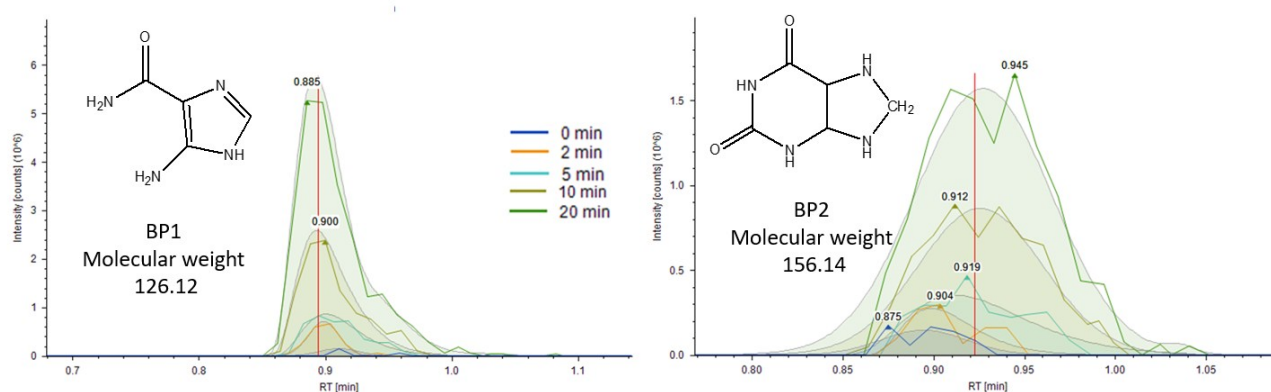 Intensity [counts] (10^6)
6
5
4
3
2
1
0
0.7
0.8
0.9
1.0
1.1
RT [min]
O
H₂N
N
NH
H₂N
BP1
Molecular weight
126.12
0.885
0.900
0 min
2 min
5 min
10 min
20 min
Intensity [counts] (10^6)
1.5
1.0
0.5
0.0
0.80
0.85
0.90
0.95
1.00
1.05
RT [min]
O
H
N
NH
CH₂
O
N
H
N
H
BP2
Molecular weight
156.14
0.945
0.912
0.919
0.904
0.875